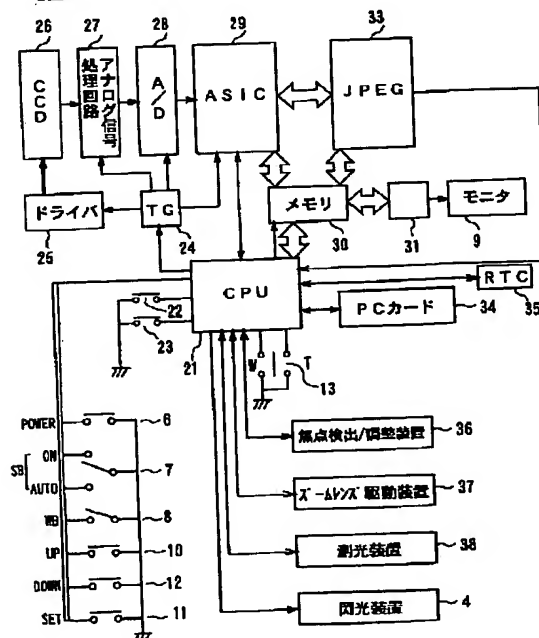 26
27
28
29
33
CCD
アナログ信号
処理回路
A/D
ASIC
JPEG
ドライバ
25
TG
24
メモリ
30
31
モニタ
9
CPU
21
22
23
RTC
35
PCカード
34
W
T
13
POWER
6
SB
ON
7
AUTO
WB
8
UP
10
DOWN
12
SET
11
焦点検出/調整装置
36
ズームレンズ駆動装置
37
測光装置
38
閃光装置
4